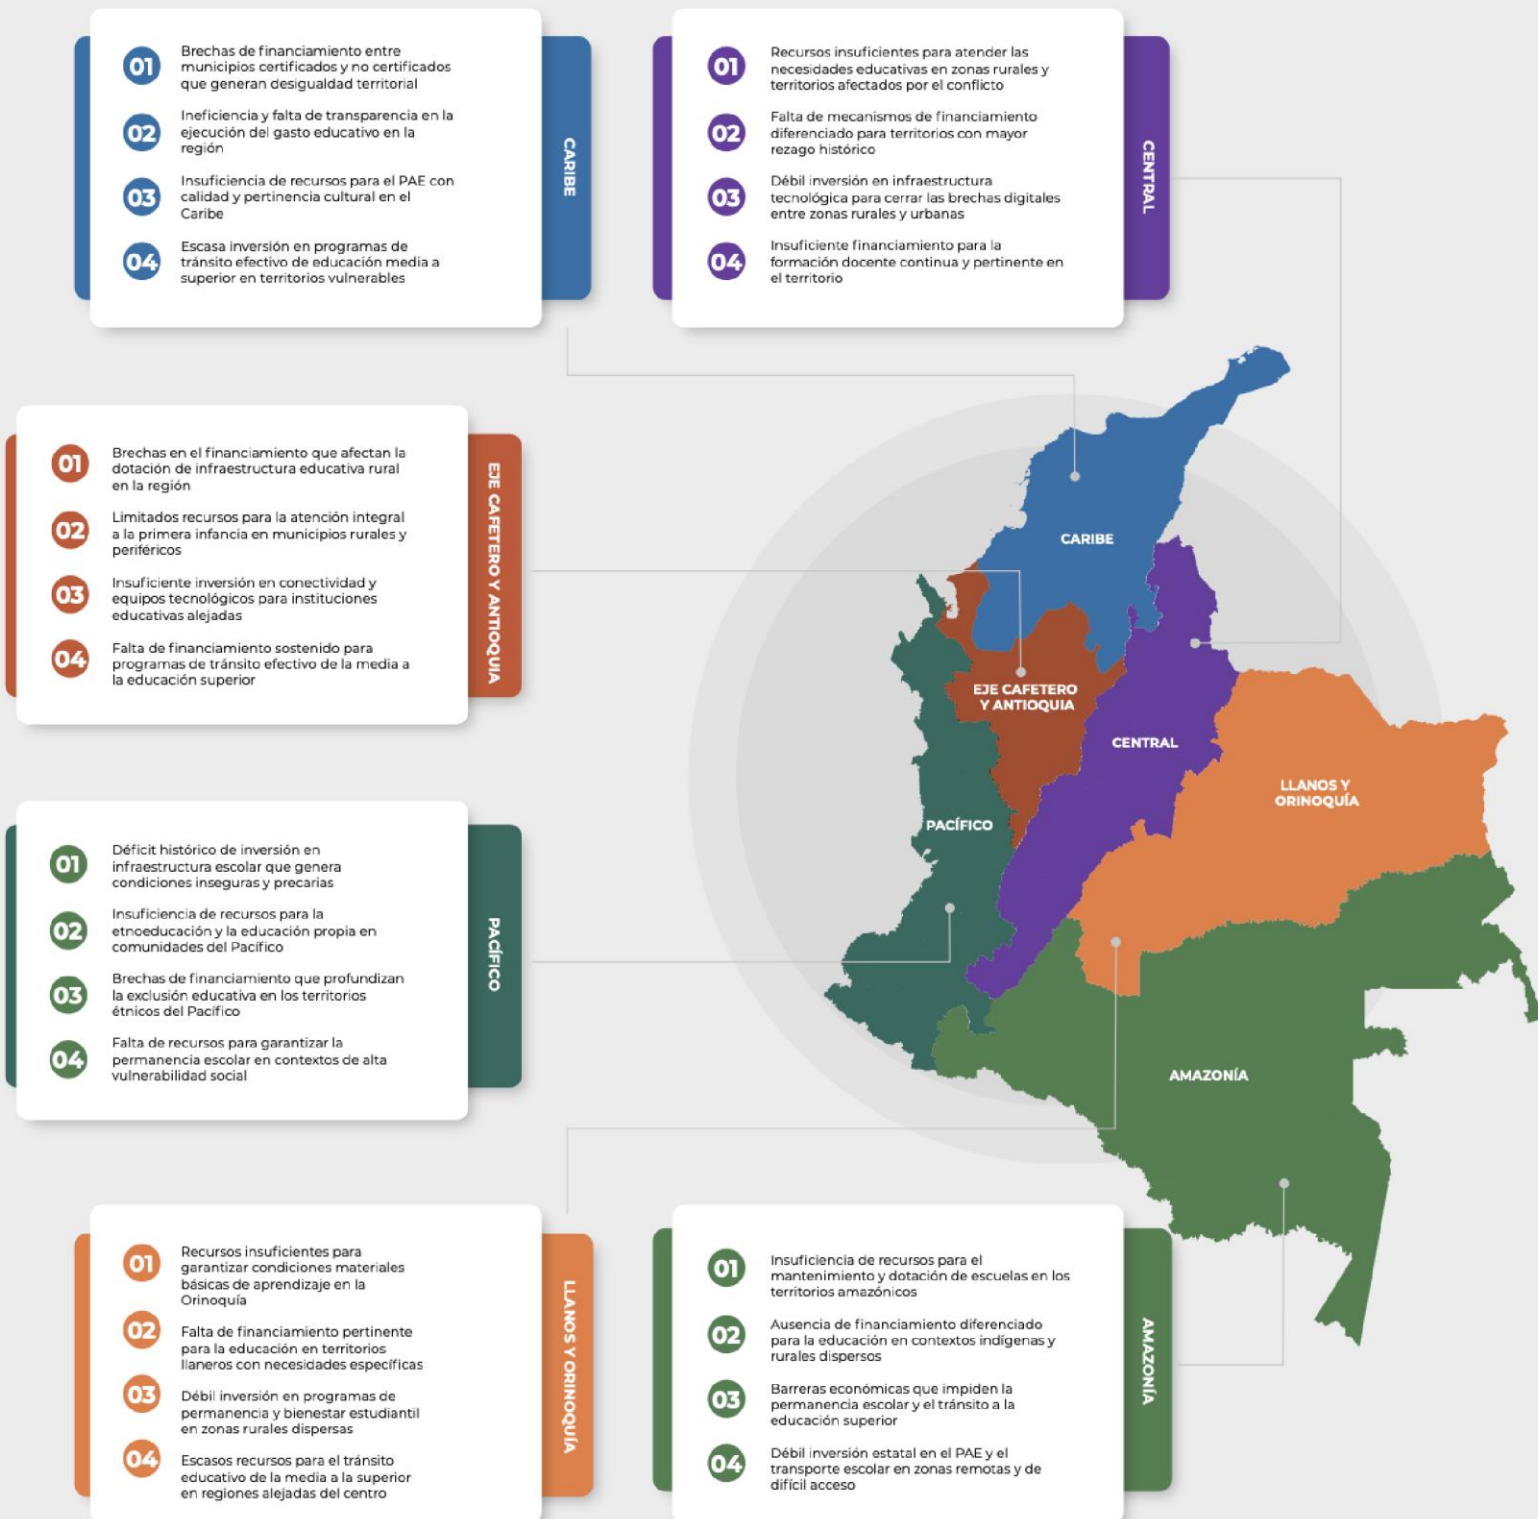 01
Brechas de financiamiento entre
municipios certificados y no certificados
que generan desigualdad territorial
02
Ineficiencia y falta de transparencia en la
ejecución del gasto educativo en la
región
03
Insuficiencia de recursos para el PAE con
calidad y pertinencia cultural en el
Caribe
04
Escasa inversión en programas de
tránsito efectivo de educación media a
superior en territorios vulnerables
CARIBE
01
Recursos insuficientes para atender las
necesidades educativas en zonas rurales y
territorios afectados por el conflicto
02
Falta de mecanismos de financiamiento
diferenciado para territorios con mayor
rezago histórico
03
Débil inversión en infraestructura
tecnológica para cerrar las brechas digitales
entre zonas rurales y urbanas
04
Insuficiente financiamiento para la
formación docente continua y pertinente en
el territorio
CENTRAL
01
Brechas en el financiamiento que afectan la
dotación de infraestructura educativa rural
en la región
02
Limitados recursos para la atención integral
a la primera infancia en municipios rurales y
periféricos
03
Insuficiente inversión en conectividad y
equipos tecnológicos para instituciones
educativas alejadas
04
Falta de financiamiento sostenido para
programas de tránsito efectivo de la media a
la educación superior
EJE CAFETERO Y ANTIOQUIA
01
Déficit histórico de inversión en
infraestructura escolar que genera
condiciones inseguras y precarias
02
Insuficiencia de recursos para la
etnoeducación y la educación propia en
comunidades del Pacífico
03
Brechas de financiamiento que profundizan
la exclusión educativa en los territorios
étnicos del Pacífico
04
Falta de recursos para garantizar la
permanencia escolar en contextos de alta
vulnerabilidad social
PACÍFICO
CARIBE
EJE CAFETERO
Y ANTIOQUIA
CENTRAL
LLANOS Y
ORINOQUÍA
PACÍFICO
AMAZONÍA
01
Recursos insuficientes para
garantizar condiciones materiales
básicas de aprendizaje en la
Orinoquía
02
Falta de financiamiento pertinente
para la educación en territorios
llaneros con necesidades específicas
03
Débil inversión en programas de
permanencia y bienestar estudiantil
en zonas rurales dispersas
04
Escasos recursos para el tránsito
educativo de la media a la superior
en regiones alejadas del centro
LLANOS Y ORINOQUÍA
01
Insuficiencia de recursos para el
mantenimiento y dotación de escuelas en los
territorios amazónicos
02
Ausencia de financiamiento diferenciado
para la educación en contextos indígenas y
rurales dispersos
03
Barreras económicas que impiden la
permanencia escolar y el tránsito a la
educación superior
04
Débil inversión estatal en el PAE y el
transporte escolar en zonas remotas y de
difícil acceso
AMAZONÍA